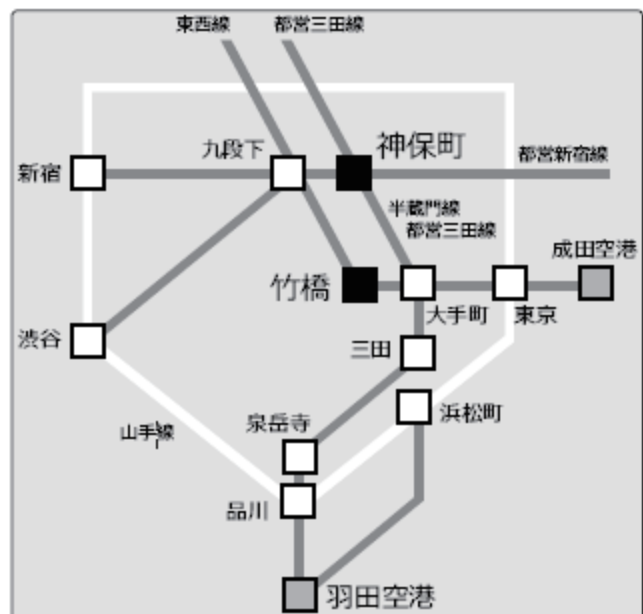 東西線
都営三田線
九段下
神保町
新宿
都営新宿線
半蔵門線
都営三田線
成田空港
竹橋
大手町
東京
渋谷
三田
浜松町
山手線
泉岳寺
品川
羽田空港